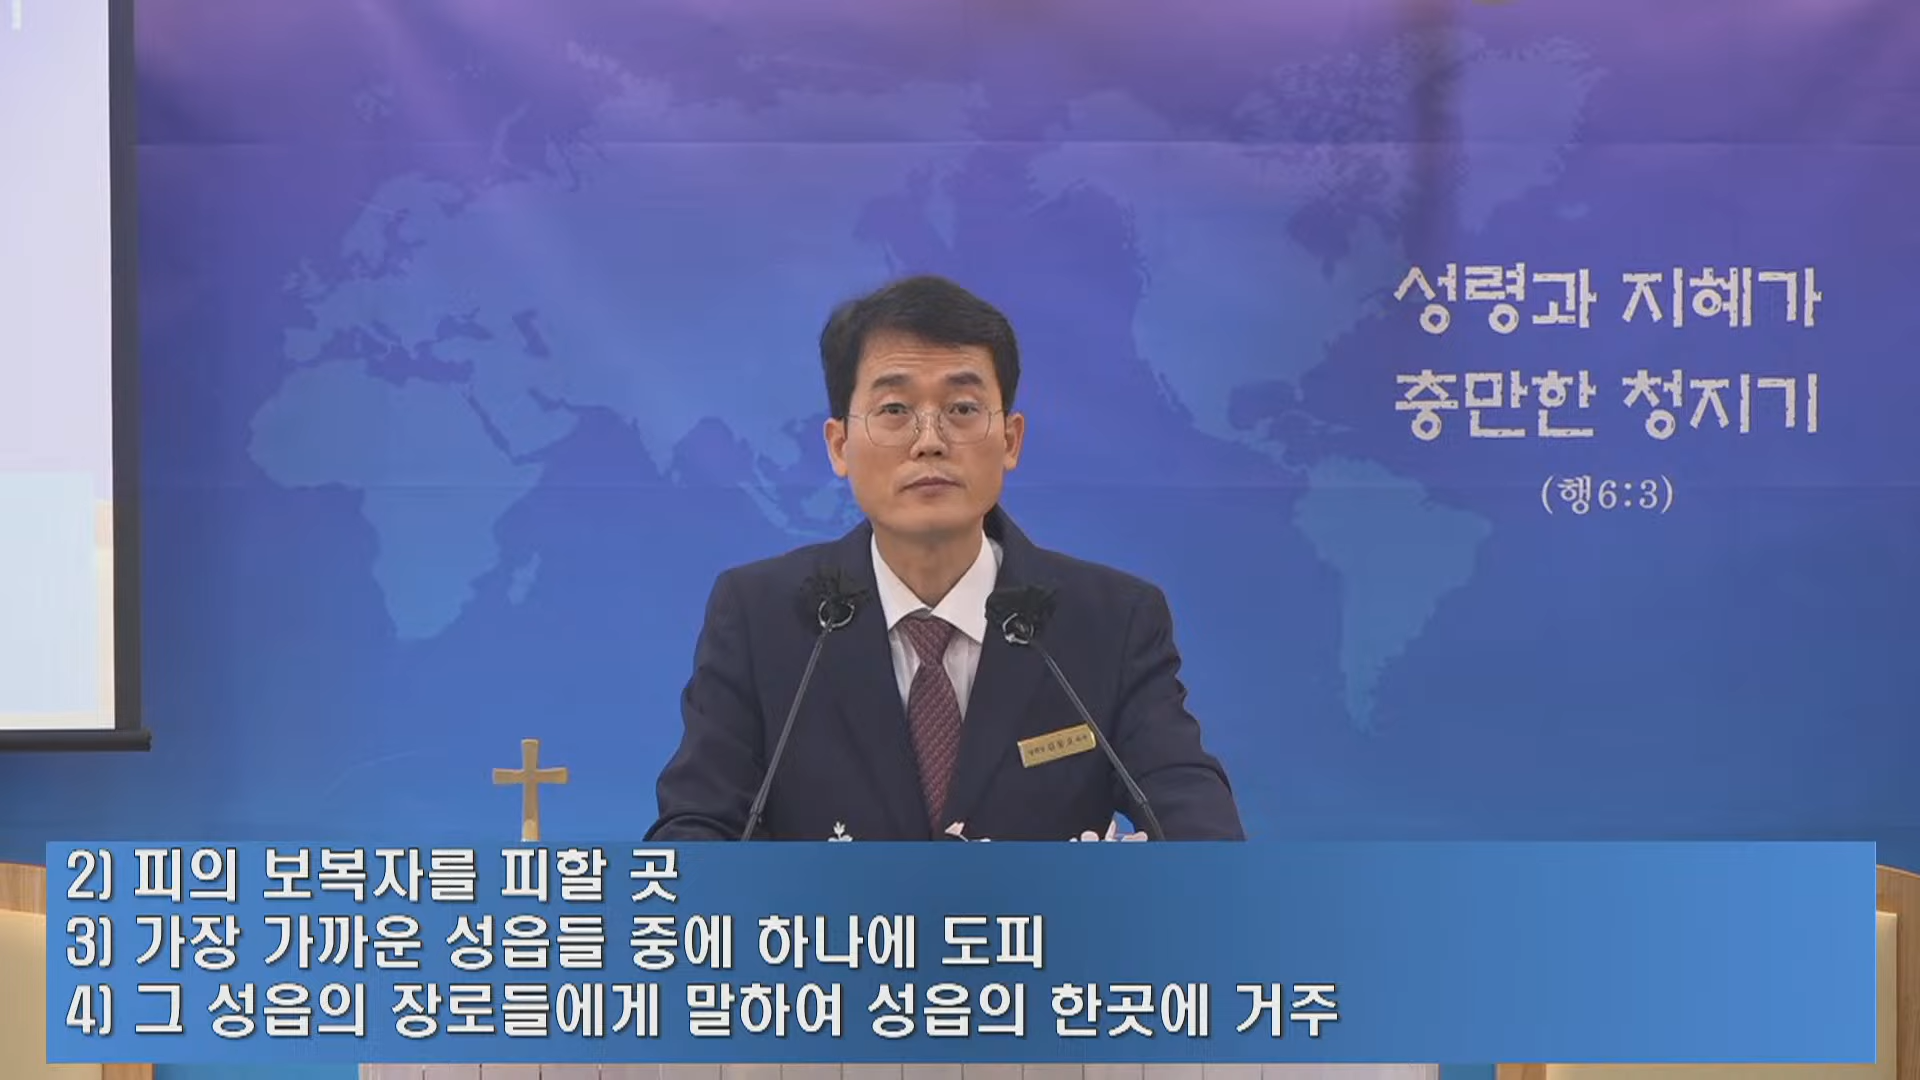 성령과 지혜가
충만한 청지기
(행6:3)
2) 피의 보복자를 피할 곳
3) 가장 가까운 성읍들 중에 하나에 도피
4) 그 성읍의 장로들에게 말하여 성읍의 한곳에 거주